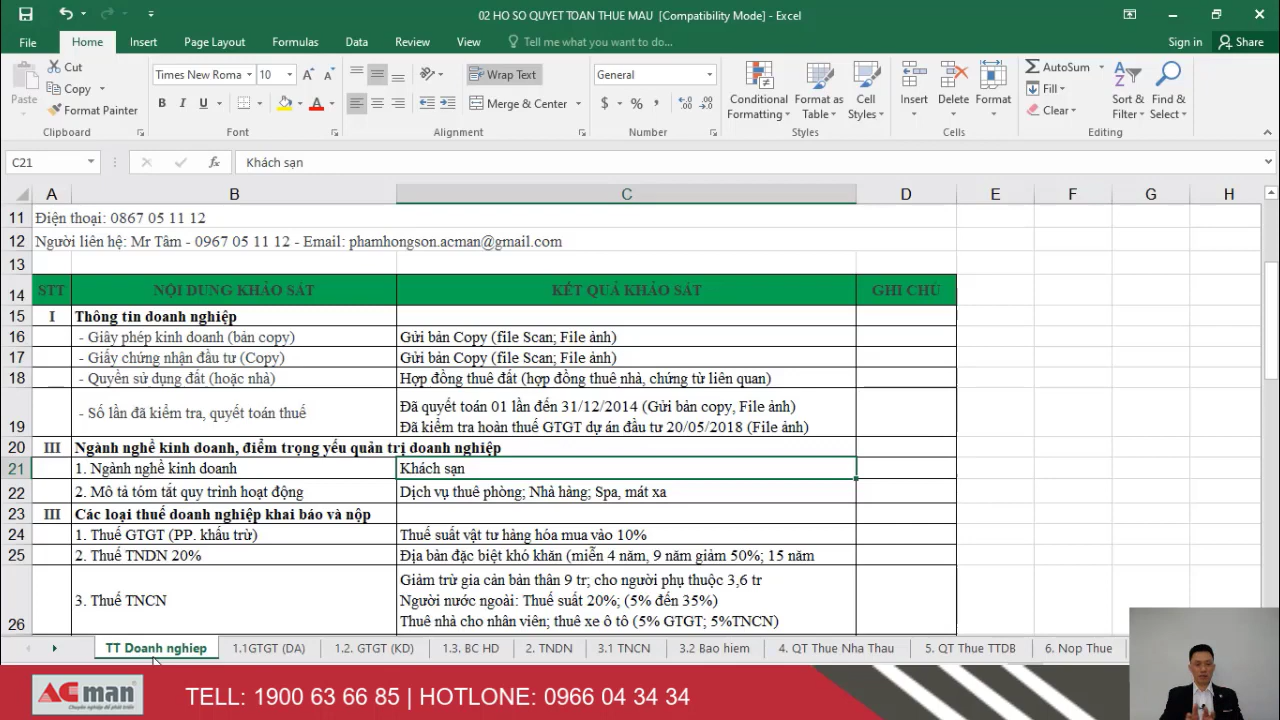 02 HO SO QUYET TOAN THUE MAU [Compatibility Mode] - Excel
File Home Insert Page Layout Formulas Data Review View Tell me what you want to do... Sign in Share
Paste
Cut
Copy
Format Painter
Clipboard
Times New Roma 10
B I U
Font
Wrap Text
Merge & Center
Alignment
General
$ % ,
Number
Conditional Formatting
Format as Table
Cell Styles
Styles
Insert Delete Format
Cells
AutoSum
Fill
Clear
Sort & Filter
Find & Select
Editing
C21 fx Khách sạn
A B C D E F G H
11 Điện thoại: 0867 05 11 12
12 Người liên hệ: Mr Tâm - 0967 05 11 12 - Email: phamhongson.acman@gmail.com
13
14 STT NỘI DUNG KHẢO SÁT KẾT QUẢ KHẢO SÁT GHI CHÚ
15 I Thông tin doanh nghiệp
16 - Giấy phép kinh doanh (bản copy) Gửi bản Copy (file Scan; File ảnh)
17 - Giấy chứng nhận đầu tư (Copy) Gửi bản Copy (file Scan; File ảnh)
18 - Quyền sử dụng đất (hoặc nhà) Hợp đồng thuê đất (hợp đồng thuê nhà, chứng từ liên quan)
19 - Số lần đã kiểm tra, quyết toán thuế Đã quyết toán 01 lần đến 31/12/2014 (Gửi bản copy, File ảnh)
Đã kiểm tra hoàn thuế GTGT dự án đầu tư 20/05/2018 (File ảnh)
20 III Ngành nghề kinh doanh, điểm trọng yếu quản trị doanh nghiệp
21 1. Ngành nghề kinh doanh Khách sạn
22 2. Mô tả tóm tắt quy trình hoạt động Dịch vụ thuê phòng; Nhà hàng; Spa, mát xa
23 III Các loại thuế doanh nghiệp khai báo và nộp
24 1. Thuế GTGT (PP. khấu trừ) Thuế suất vật tư hàng hóa mua vào 10%
25 2. Thuế TNDN 20% Địa bàn đặc biệt khó khăn (miễn 4 năm, 9 năm giảm 50%; 15 năm
26 3. Thuế TNCN Giảm trừ gia cảnh bản thân 9 tr; cho người phụ thuộc 3,6 tr
Người nước ngoài: Thuế suất 20%; (5% đến 35%)
Thuê nhà cho nhân viên; thuê xe ô tô (5% GTGT; 5%TNCN)
TT Doanh nghiep 1.1GTGT (DA) 1.2. GTGT (KD) 1.3. BC HD 2. TNDN 3.1 TNCN 3.2 Bao hiem 4. QT Thue Nha Thau 5. QT Thue TTDB 6. Nop Thue
ACman
Chuyên nghiệp để phát triển
TELL: 1900 63 66 85 | HOTLONE: 0966 04 34 34